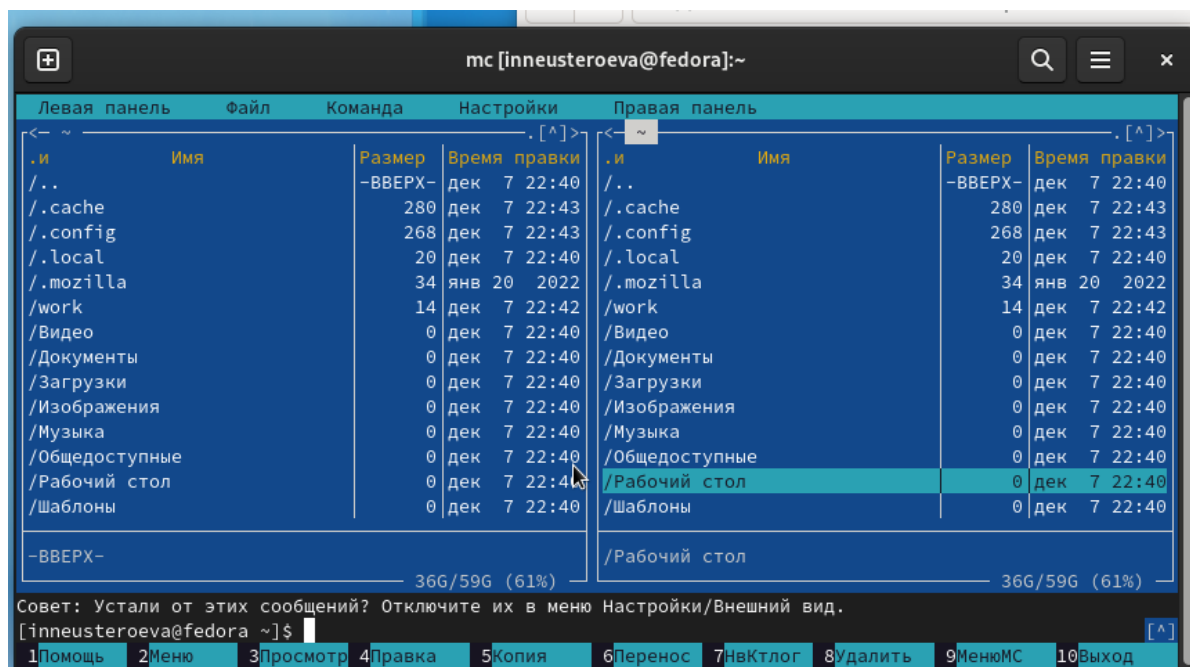 mc [inneusteroeva@fedora]:~
Левая панель Файл Команда Настройки Правая панель
<— ~ .[^]> <— ~ .[^]>
.и Имя Размер Время правки .и Имя Размер Время правки
/.. -ВВЕРХ- дек 7 22:40 /.. -ВВЕРХ- дек 7 22:40
/.cache 280 дек 7 22:43 /.cache 280 дек 7 22:43
/.config 268 дек 7 22:43 /.config 268 дек 7 22:43
/.local 20 дек 7 22:40 /.local 20 дек 7 22:40
/.mozilla 34 янв 20 2022 /.mozilla 34 янв 20 2022
/work 14 дек 7 22:42 /work 14 дек 7 22:42
/Видео 0 дек 7 22:40 /Видео 0 дек 7 22:40
/Документы 0 дек 7 22:40 /Документы 0 дек 7 22:40
/Загрузки 0 дек 7 22:40 /Загрузки 0 дек 7 22:40
/Изображения 0 дек 7 22:40 /Изображения 0 дек 7 22:40
/Музыка 0 дек 7 22:40 /Музыка 0 дек 7 22:40
/Общедоступные 0 дек 7 22:40 /Общедоступные 0 дек 7 22:40
/Рабочий стол 0 дек 7 22:40 /Рабочий стол 0 дек 7 22:40
/Шаблоны 0 дек 7 22:40 /Шаблоны 0 дек 7 22:40
-ВВЕРХ- /Рабочий стол
36G/59G (61%) 36G/59G (61%)
Совет: Устали от этих сообщений? Отключите их в меню Настройки/Внешний вид.
[inneusteroeva@fedora ~]$ [^]
1Помощь 2Меню 3Просмотр 4Правка 5Копия 6Перенос 7НвКтлог 8Удалить 9МенюМС 10Выход